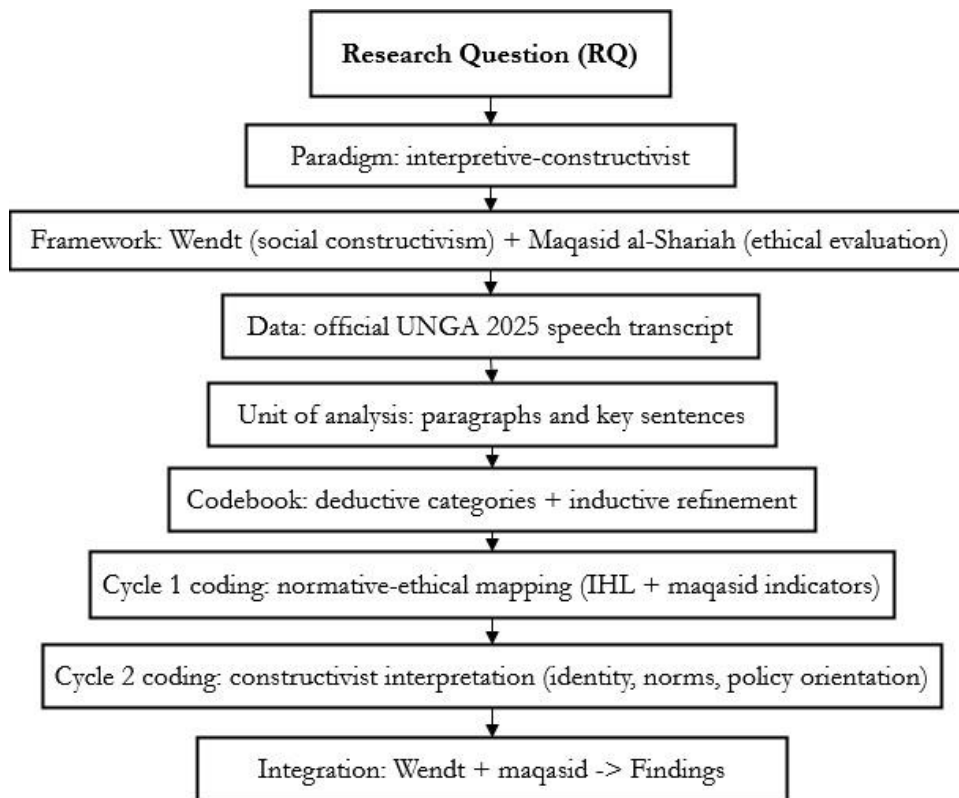 Research Question (RQ)
Paradigm: interpretive-constructivist
Framework: Wendt (social constructivism) + Maqasid al-Shariah (ethical evaluation)
Data: official UNGA 2025 speech transcript
Unit of analysis: paragraphs and key sentences
Codebook: deductive categories + inductive refinement
Cycle 1 coding: normative-ethical mapping (IHL + maqasid indicators)
Cycle 2 coding: constructivist interpretation (identity, norms, policy orientation)
Integration: Wendt + maqasid -> Findings